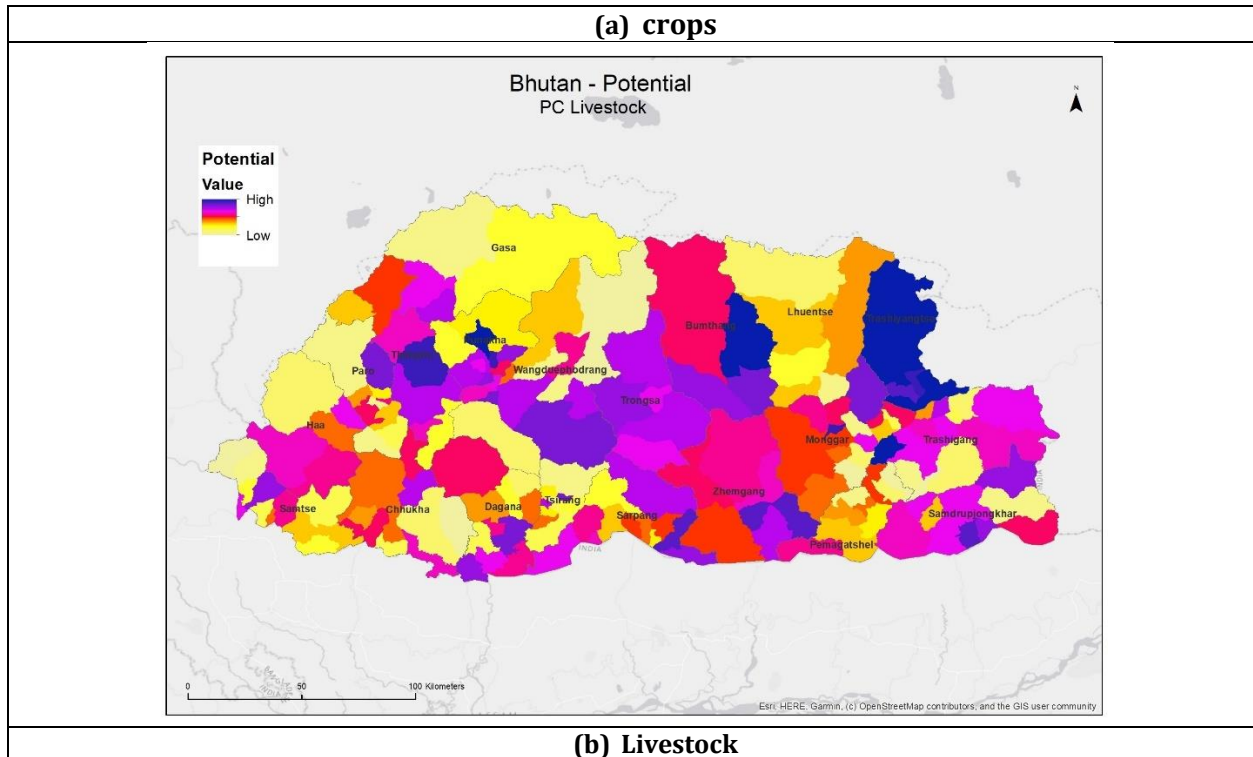 (a) crops
Bhutan - Potential
PC Livestock
N
Potential
Value
High
Low
Gasa
Bumthang
Lhuentse
Trashiyangtse
Punakha
Thimphu
Paro
Wangduephodrang
Trongsa
Haa
Monggar
Trashigang
INDIA
Zhemgang
Samtse
Chhukha
Dagana
Tsirang
Sarpang
Samdrupjongkhar
Pemagatshel
INDIA
0 50 100 Kilometers
Esri, HERE, Garmin, (c) OpenStreetMap contributors, and the GIS user community
(b) Livestock